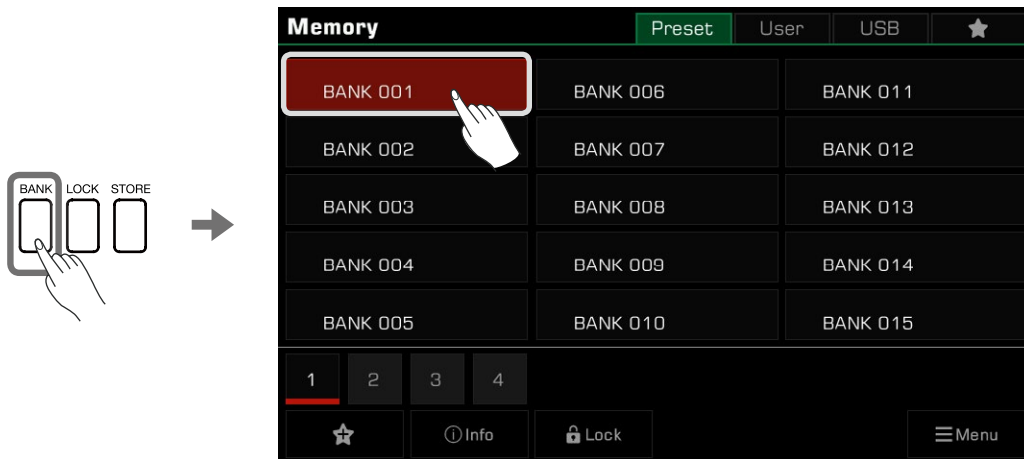 Memory Preset User USB
BANK 001 BANK 006 BANK 011
BANK 002 BANK 007 BANK 012
BANK LOCK STORE
BANK 003 BANK 008 BANK 013
BANK 004 BANK 009 BANK 014
BANK 005 BANK 010 BANK 015
1 2 3 4
Info Lock Menu